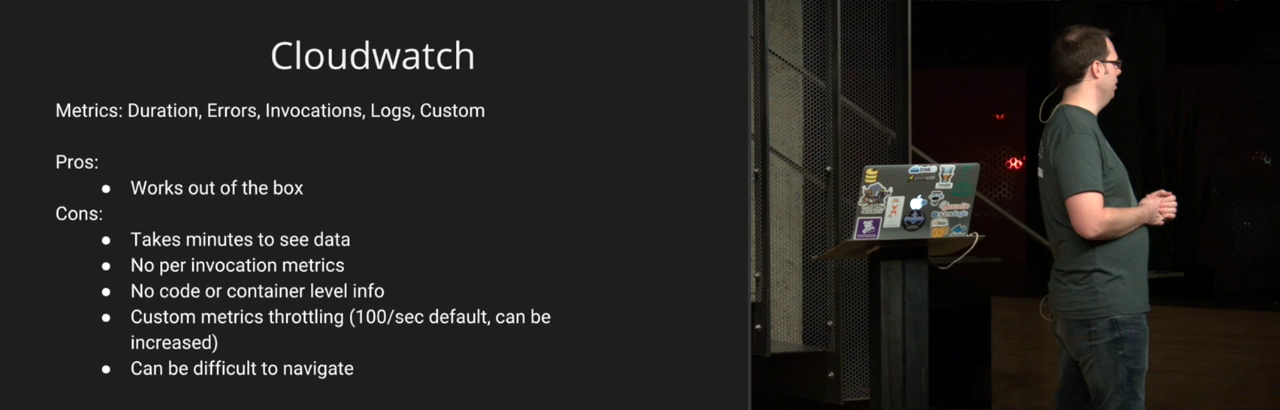 Cloudwatch
Metrics: Duration, Errors, Invocations, Logs, Custom
Pros:
● Works out of the box
Cons:
● Takes minutes to see data
● No per invocation metrics
● No code or container level info
● Custom metrics throttling (100/sec default, can be
increased)
● Can be difficult to navigate